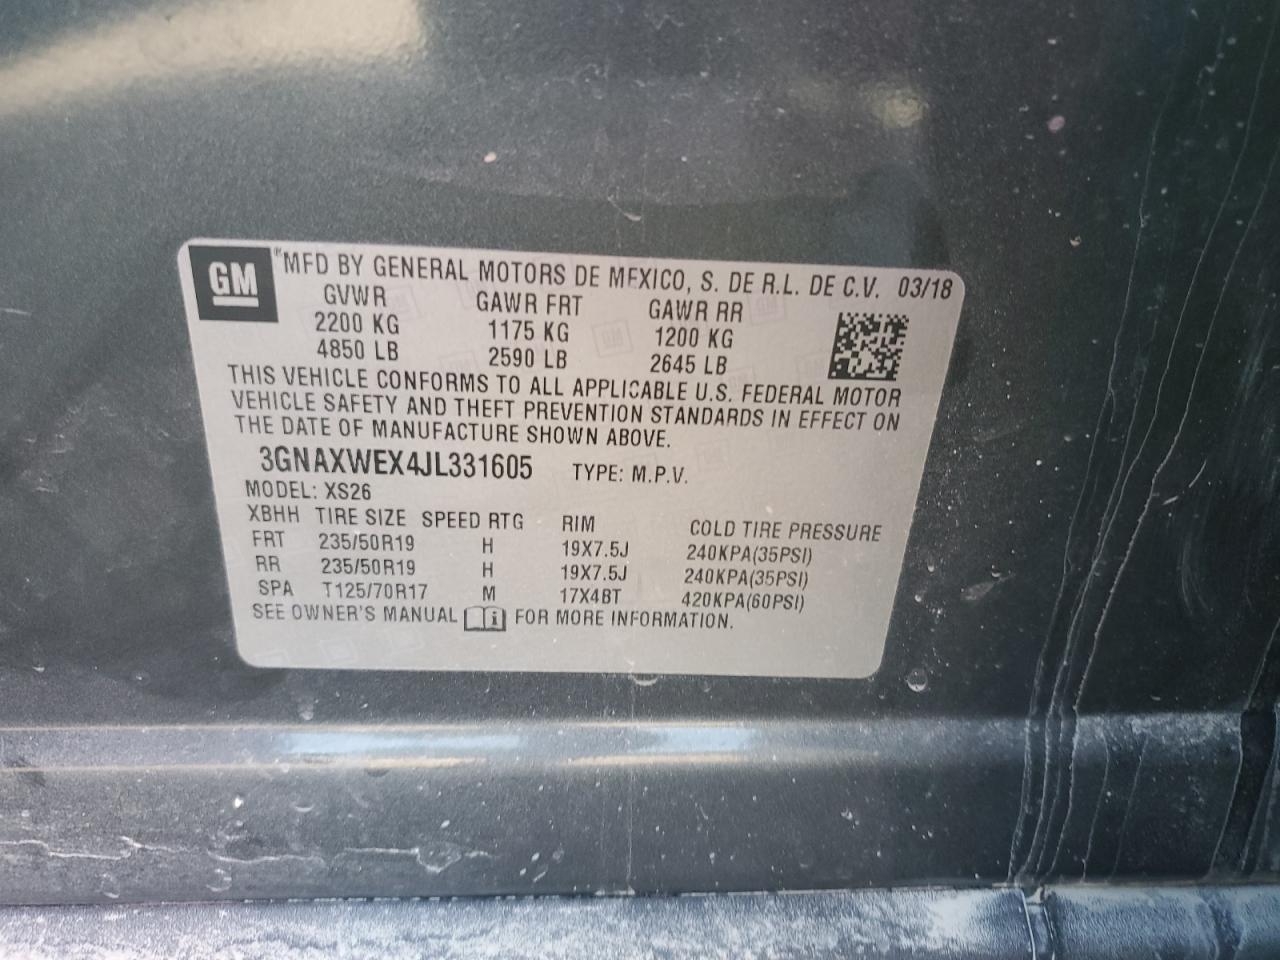 GM
MFD BY GENERAL MOTORS DE MEXICO, S. DE R.L. DE C.V. 03/18
GVWR GAWR FRT GAWR RR
2200 KG 1175 KG 1200 KG
4850 LB 2590 LB 2645 LB
THIS VEHICLE CONFORMS TO ALL APPLICABLE U.S. FEDERAL MOTOR
VEHICLE SAFETY AND THEFT PREVENTION STANDARDS IN EFFECT ON
THE DATE OF MANUFACTURE SHOWN ABOVE.
3GNAXWEX4JL331605 TYPE: M.P.V.
MODEL: XS26
XBHH TIRE SIZE SPEED RTG RIM COLD TIRE PRESSURE
FRT 235/50R19 H 19X7.5J 240KPA(35PSI)
RR 235/50R19 H 19X7.5J 240KPA(35PSI)
SPA T125/70R17 M 17X4BT 420KPA(60PSI)
SEE OWNER'S MANUAL FOR MORE INFORMATION.